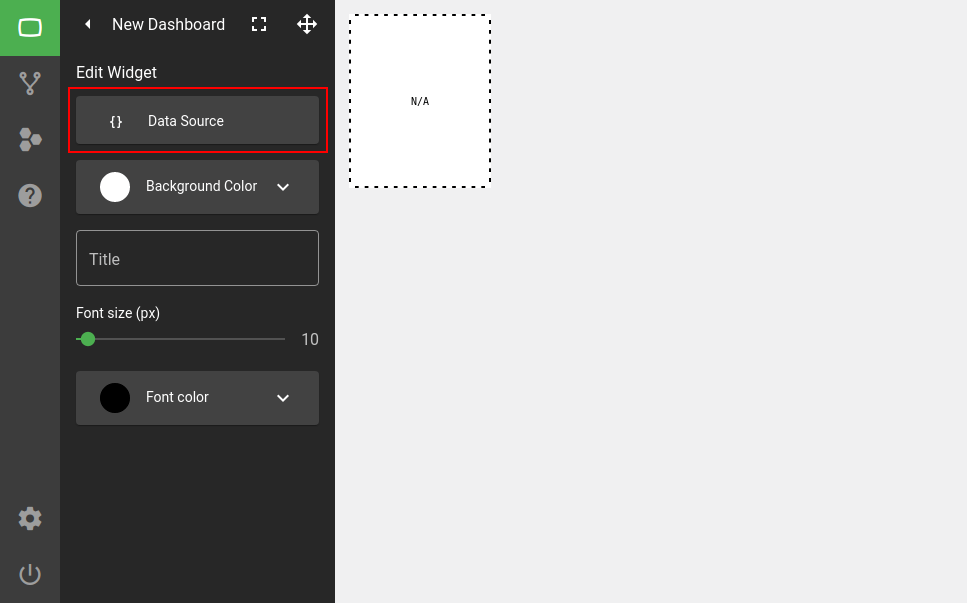 New Dashboard
Edit Widget
{} Data Source
Background Color
Title
Font size (px)
10
Font color
N/A